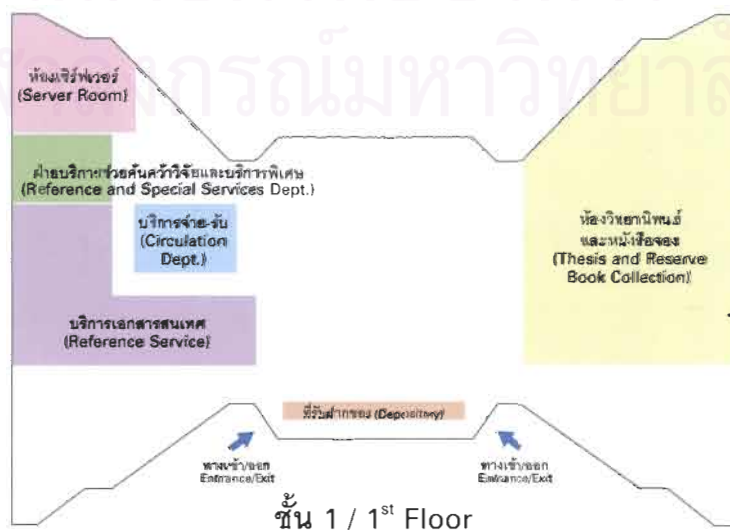 ห้องเซิร์ฟเวอร์
(Server Room)
ฝ่ายบริการช่วยค้นคว้าวิจัยและบริการพิเศษ
(Reference and Special Services Dept.)
บริการจ่าย-รับ
(Circulation
Dept.)
ห้องวิทยานิพนธ์
และหนังสือจอง
(Thesis and Reserve
Book Collection)
บริการเอกสารสนเทศ
(Reference Service)
ที่รับฝากของ (Depository)
ทางเข้า/ออก
Entrance/Exit
ทางเข้า/ออก
Entrance/Exit
ชั้น 1 / 1st Floor